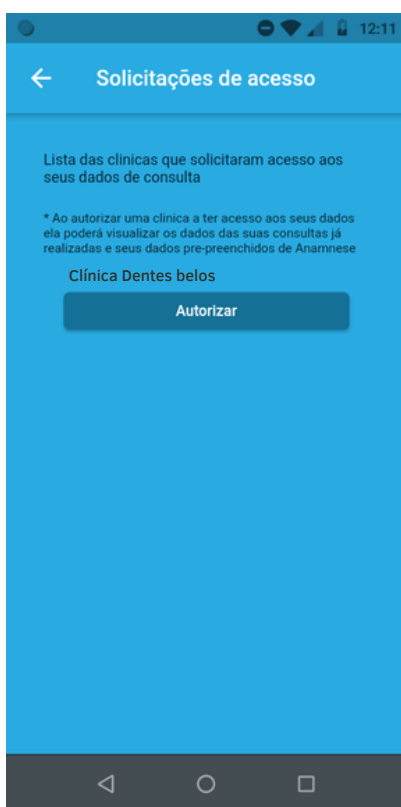 12:11
Solicitações de acesso
Lista das clinicas que solicitaram acesso aos
seus dados de consulta
* Ao autorizar uma clinica a ter acesso aos seus dados
ela poderá visualizar os dados das suas consultas já
realizadas e seus dados pre-preenchidos de Anamnese
Clínica Dentes belos
Autorizar